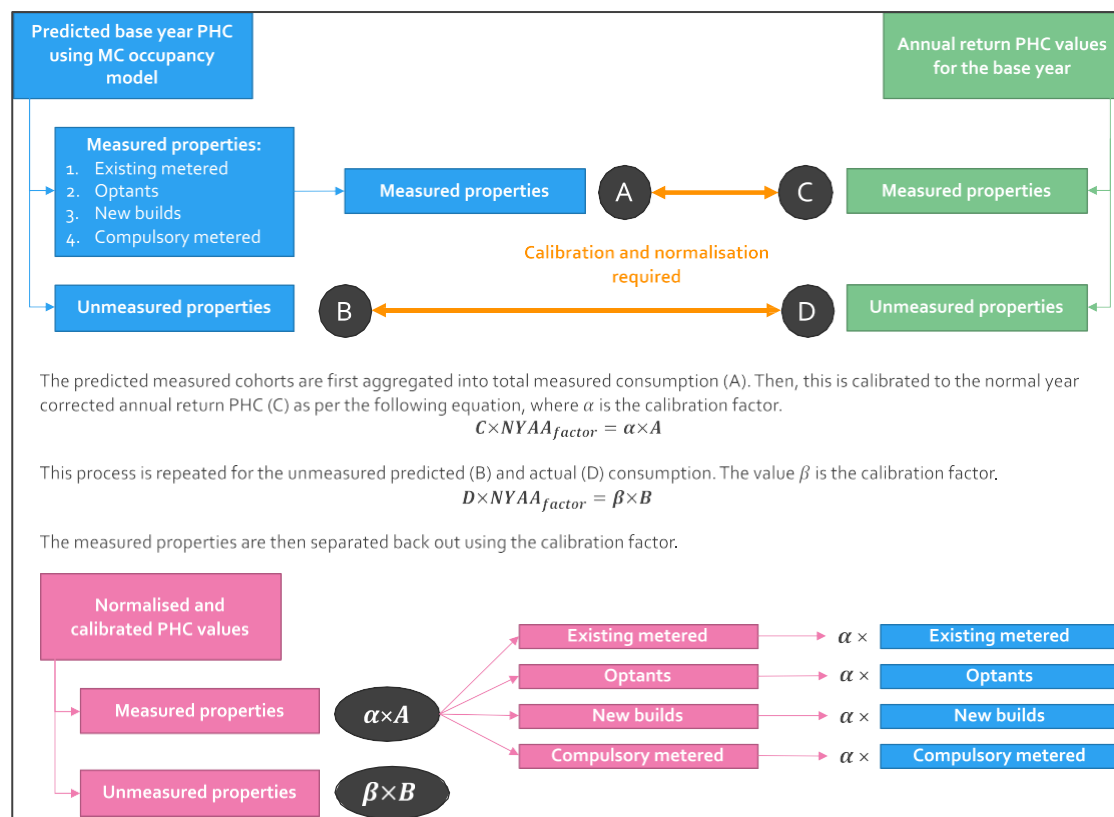 Predicted base year PHC
using MC occupancy
model
Annual return PHC values
for the base year
Measured properties:
1. Existing metered
2. Optants
3. New builds
4. Compulsory metered
Measured properties
A
C
Measured properties
Calibration and normalisation
required
Unmeasured properties
B
D
Unmeasured properties
The predicted measured cohorts are first aggregated into total measured consumption (A). Then, this is calibrated to the normal year
corrected annual return PHC (C) as per the following equation, where α is the calibration factor.
C×NYAA_factor = α×A
This process is repeated for the unmeasured predicted (B) and actual (D) consumption. The value β is the calibration factor.
D×NYAA_factor = β×B
The measured properties are then separated back out using the calibration factor.
Normalised and
calibrated PHC values
Existing metered
α ×
Existing metered
Optants
α ×
Optants
Measured properties
α×A
New builds
α ×
New builds
Compulsory metered
α ×
Compulsory metered
Unmeasured properties
β×B